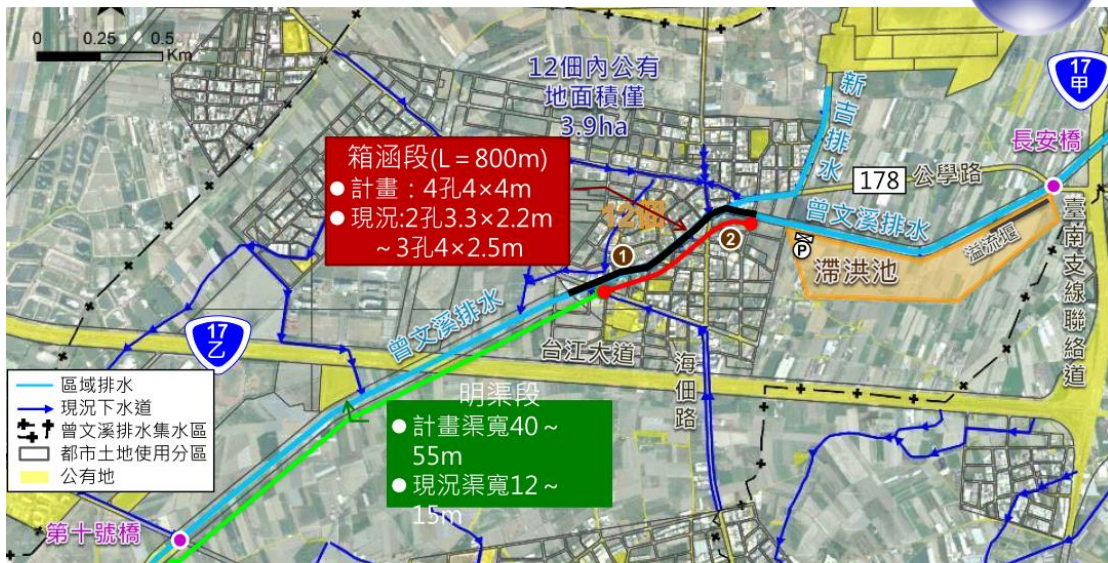 0 0.25 0.5
Km
12佃內公有
地面積僅
3.9ha
17
甲
新吉排水
長安橋
箱涵段(L=800m)
計畫：4孔4×4m
現況:2孔3.3×2.2m
～3孔4×2.5m
178
公學路
12佃
曾文溪排水
溢流堰
臺南支線聯絡道
1
2
P
滯洪池
曾文溪排水
17
乙
台江大道
海佃路
區域排水
現況下水道
曾文溪排水集水區
都市土地使用分區
公有地
明渠段
計畫渠寬40～
55m
現況渠寬12～
15m
第十號橋